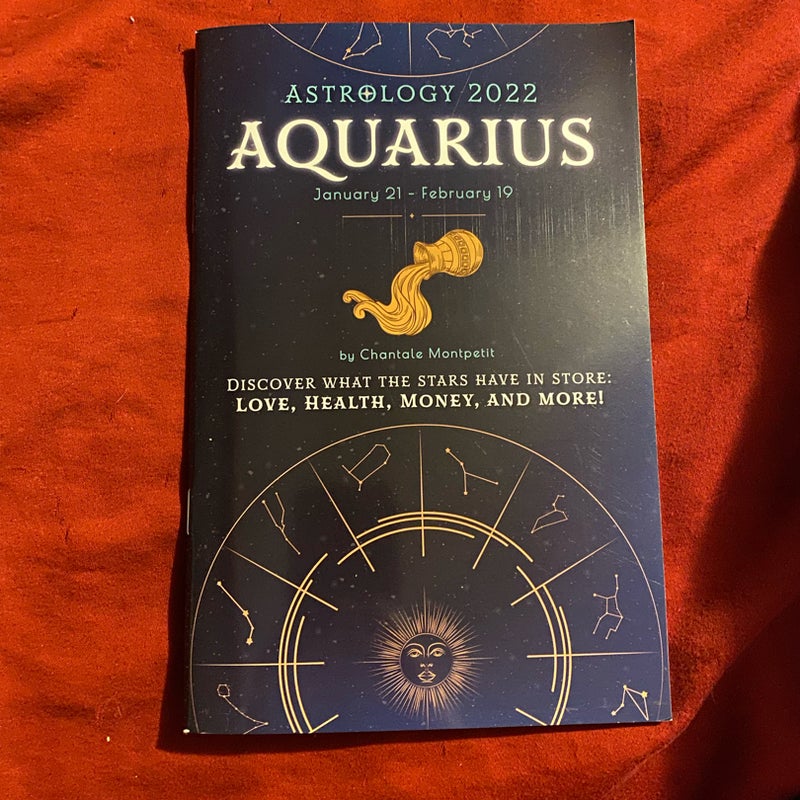 ASTROLOGY 2022
AQUARIUS
January 21 - February 19
by Chantale Montpetit
DISCOVER WHAT THE STARS HAVE IN STORE:
LOVE, HEALTH, MONEY, AND MORE!